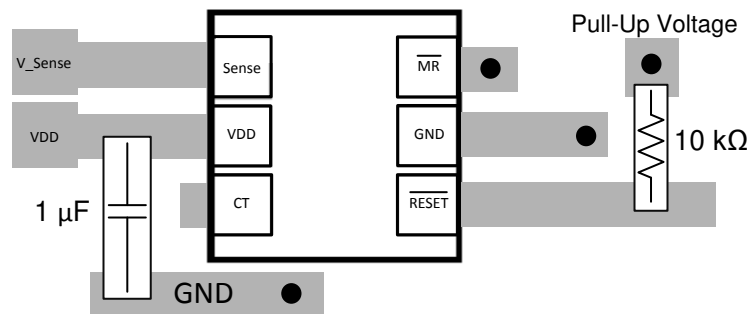 Pull-Up Voltage
V_Sense
Sense
MR
VDD
VDD
GND
10 kΩ
1 µF
CT
RESET
GND